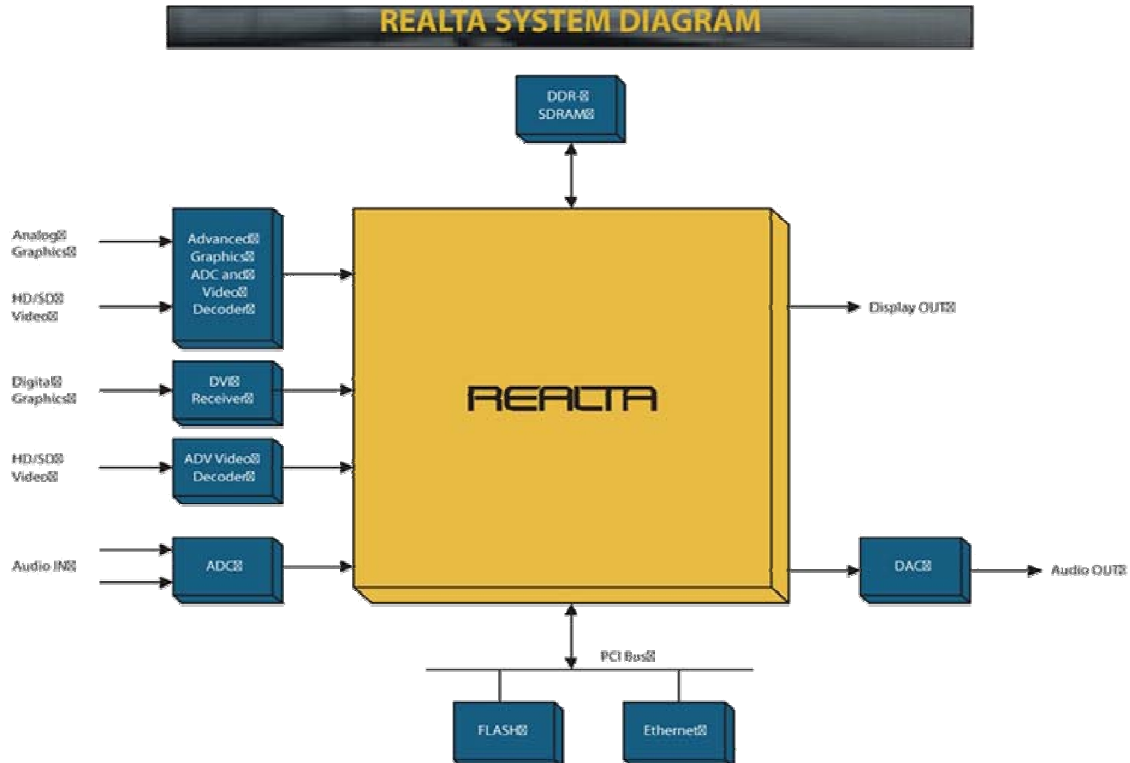 REALTA SYSTEM DIAGRAM
DDR-
SDRAM
Analog
Graphics
HD/SD
Video
Advanced
Graphics
ADC and
Video
Decoder
Display OUT
Digital
Graphics
DVI
Receiver
REALTA
HD/SD
Video
ADV Video
Decoder
Audio IN
ADC
DAC
Audio OUT
PCI Bus
FLASH
Ethernet